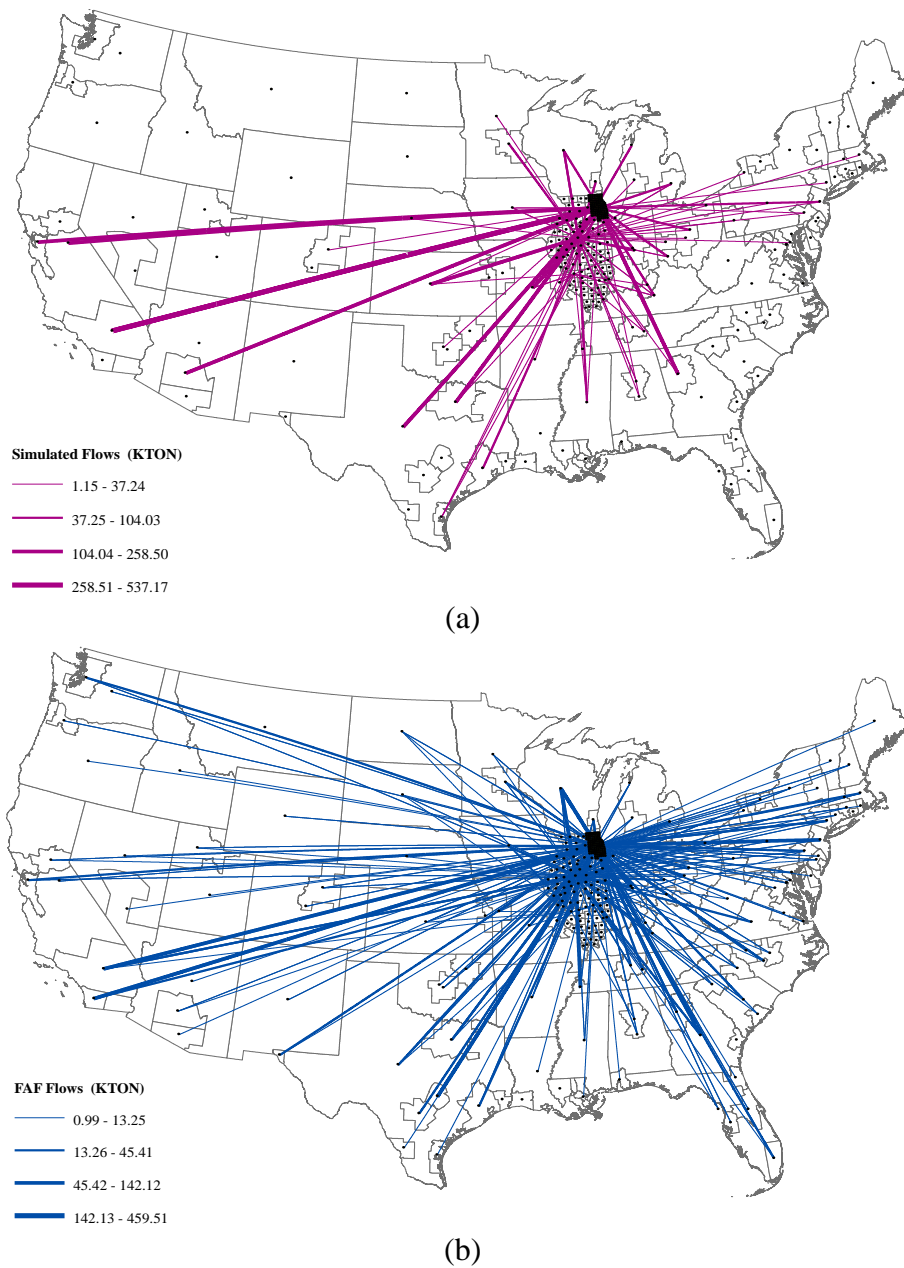 Simulated Flows (KTON)
1.15 - 37.24
37.25 - 104.03
104.04 - 258.50
258.51 - 537.17
(a)
FAF Flows (KTON)
0.99 - 13.25
13.26 - 45.41
45.42 - 142.12
142.13 - 459.51
(b)